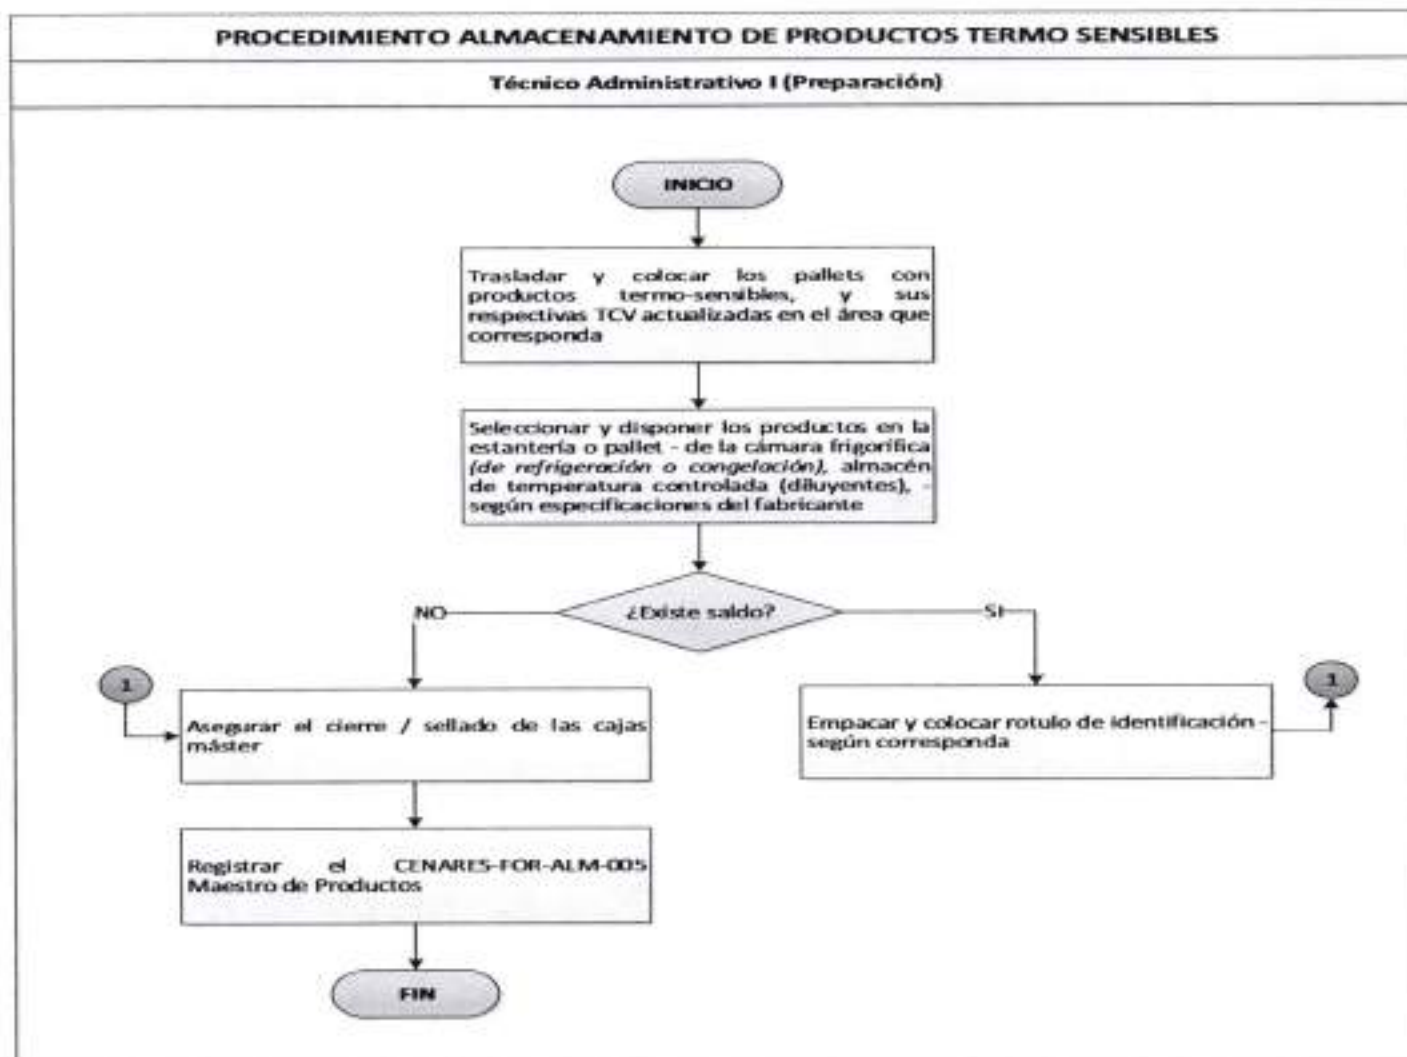 PROCEDIMIENTO ALMACENAMIENTO DE PRODUCTOS TERMO SENSIBLES
Técnico Administrativo I (Preparación)
INICIO
Trasladar y colocar los pallets con
productos termo-sensibles, y sus
respectivas TCV actualizadas en el área que
corresponda
Seleccionar y disponer los productos en la
estantería o pallet - de la cámara frigorífica
(de refrigeración o congelación), almacén
de temperatura controlada (diluyentes), -
según especificaciones del fabricante
¿Existe saldo?
NO
SI
1
Asegurar el cierre / sellado de las cajas
máster
1
Empacar y colocar rotulo de identificación -
según corresponda
Registrar el CENARES-FOR-ALM-005
Maestro de Productos
FIN